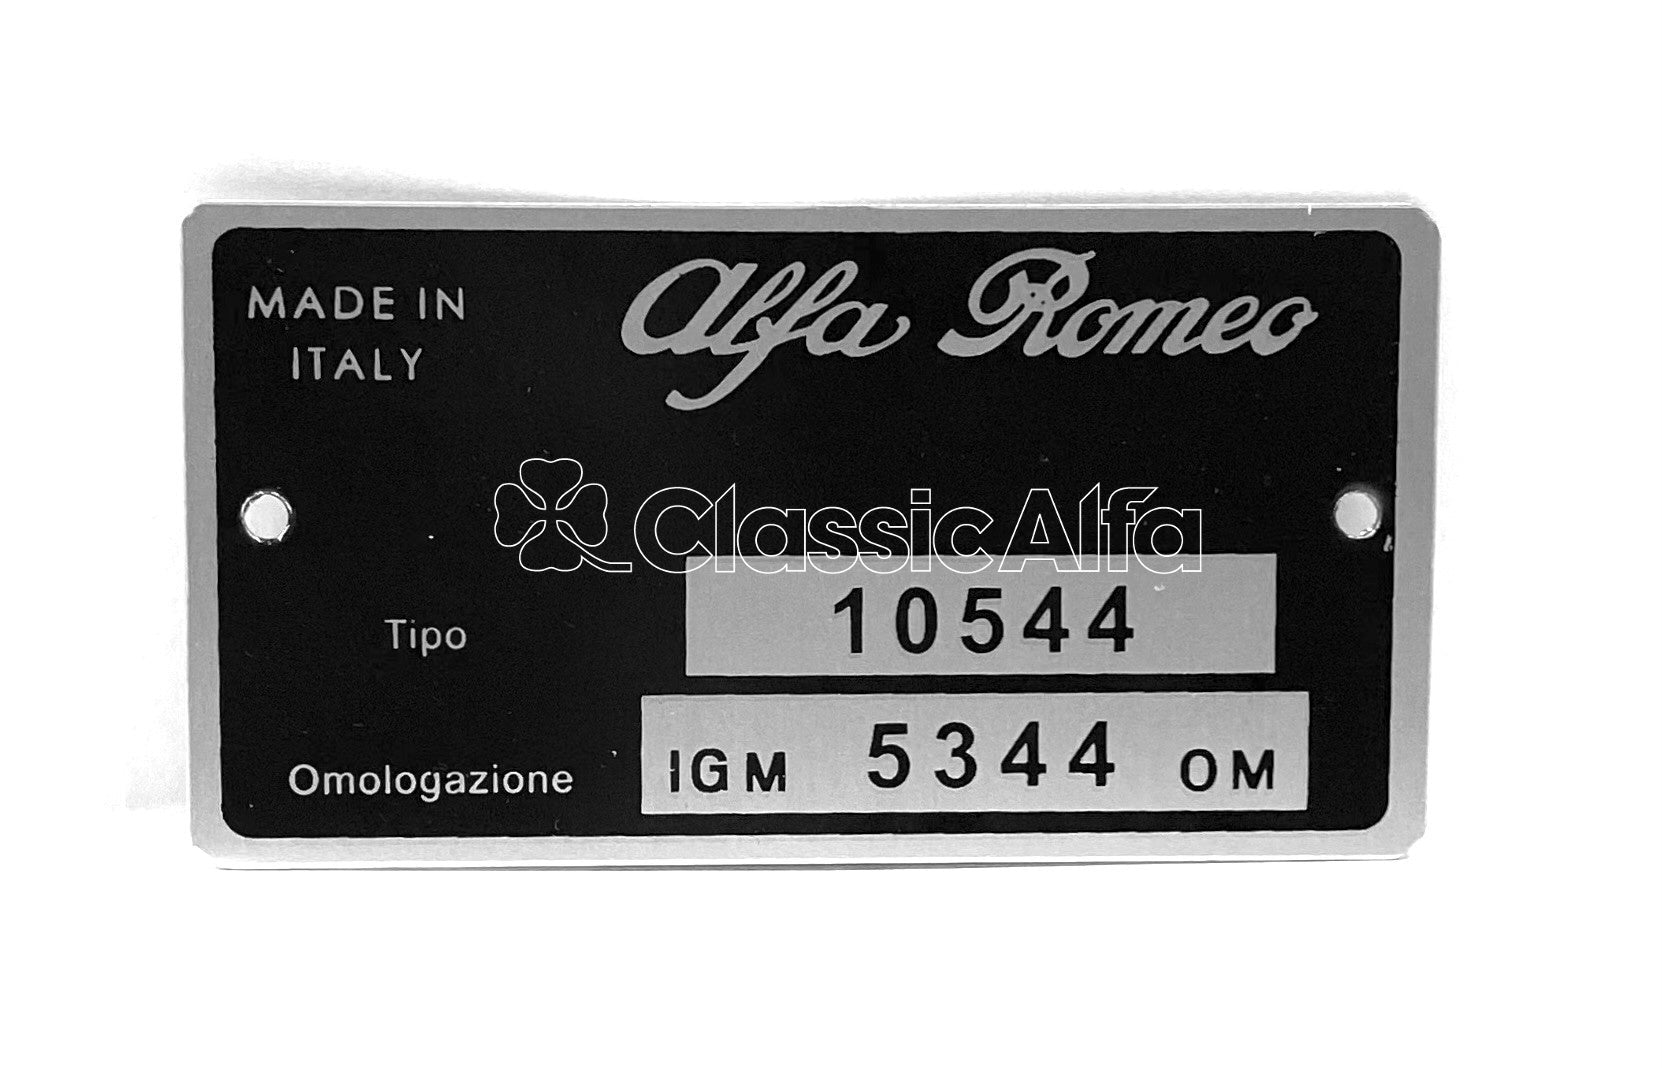 MADE IN
ITALY
Alfa Romeo
ClassicAlfa
Tipo 10544
Omologazione IGM 5344 OM